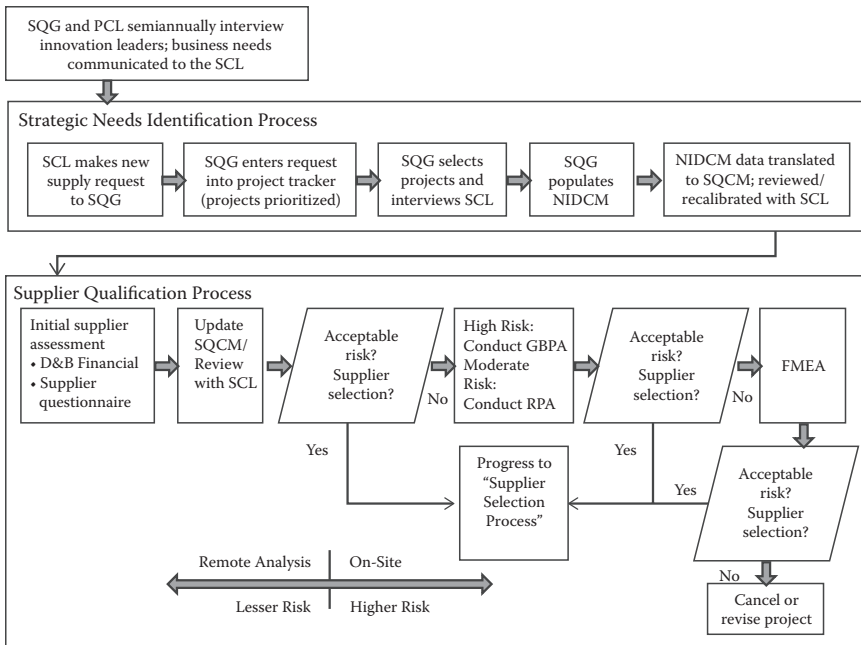 SQG and PCL semiannually interview
innovation leaders; business needs
communicated to the SCL
Strategic Needs Identification Process
SCL makes new
supply request
to SQG
SQG enters request
into project tracker
(projects prioritized)
SQG selects
projects and
interviews SCL
SQG
populates
NIDCM
NIDCM data translated
to SQCM; reviewed/
recalibrated with SCL
Supplier Qualification Process
Initial supplier
assessment
• D&B Financial
• Supplier
questionnaire
Update
SQCM/
Review
with SCL
Acceptable
risk?
Supplier
selection?
No
High Risk:
Conduct GBPA
Moderate
Risk:
Conduct RPA
Acceptable
risk?
Supplier
selection?
No
FMEA
Yes
Progress to
“Supplier
Selection
Process”
Yes
Yes
Acceptable
risk?
Supplier
selection?
No
Cancel or
revise project
Remote Analysis
On-Site
Lesser Risk
Higher Risk